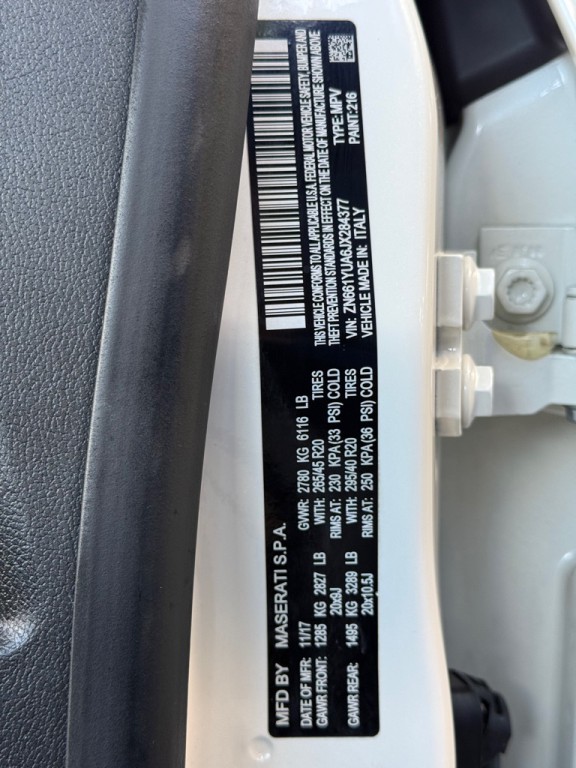 MFD BY MASERATI S.P.A.
DATE OF MFR: 11/17 GVWR: 2780 KG 6116 LB
GAWR FRONT: 1285 KG 2827 LB WITH: 265/45 R20 TIRES
20x9J RIMS AT: 230 KPA (33 PSI) COLD
GAWR REAR: 1495 KG 3289 LB WITH: 295/40 R20 TIRES
20x10.5J RIMS AT: 250 KPA (36 PSI) COLD
THIS VEHICLE CONFORMS TO ALL APPLICABLE U.S.A. FEDERAL MOTOR VEHICLE SAFETY, BUMPER AND
THEFT PREVENTION STANDARDS IN EFFECT ON THE DATE OF MANUFACTURE SHOWN ABOVE
VIN: ZN661YUA6JX284377 TYPE: MPV
VEHICLE MADE IN: ITALY PAINT: 216